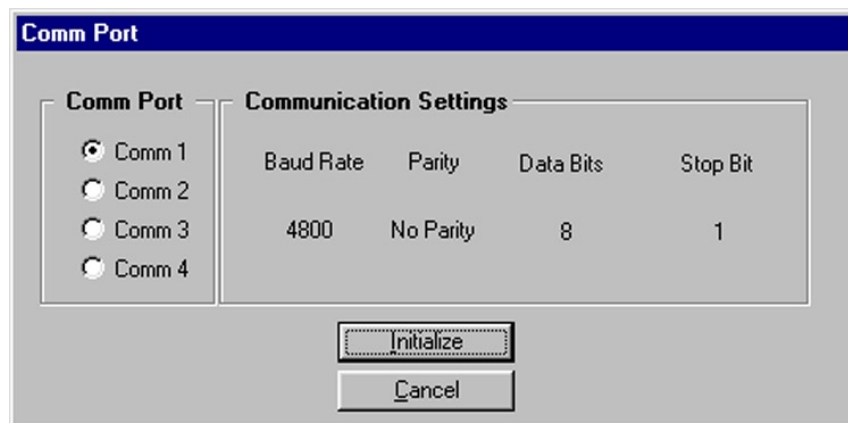 Comm Port
Comm Port
Communication Settings
Comm 1
Comm 2
Comm 3
Comm 4
Baud Rate Parity Data Bits Stop Bit
4800 No Parity 8 1
Initialize
Cancel